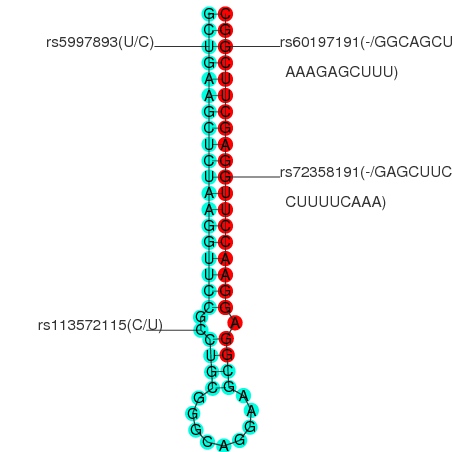 G C
C G
rs5997893(U/C) U G rs60197191(-/GGCAGCU
G C
A U AAAGAGCUUU)
A U
G C
C G
U A
C G
U G rs72358191(-/GAGCUUC
A U
A U CUUUUCAAA)
G C
G C
U A
U A
C G
C G
G A
rs113572115(C/U) C
C G
U G
G C
C G
G A
G A
G G
C G
A